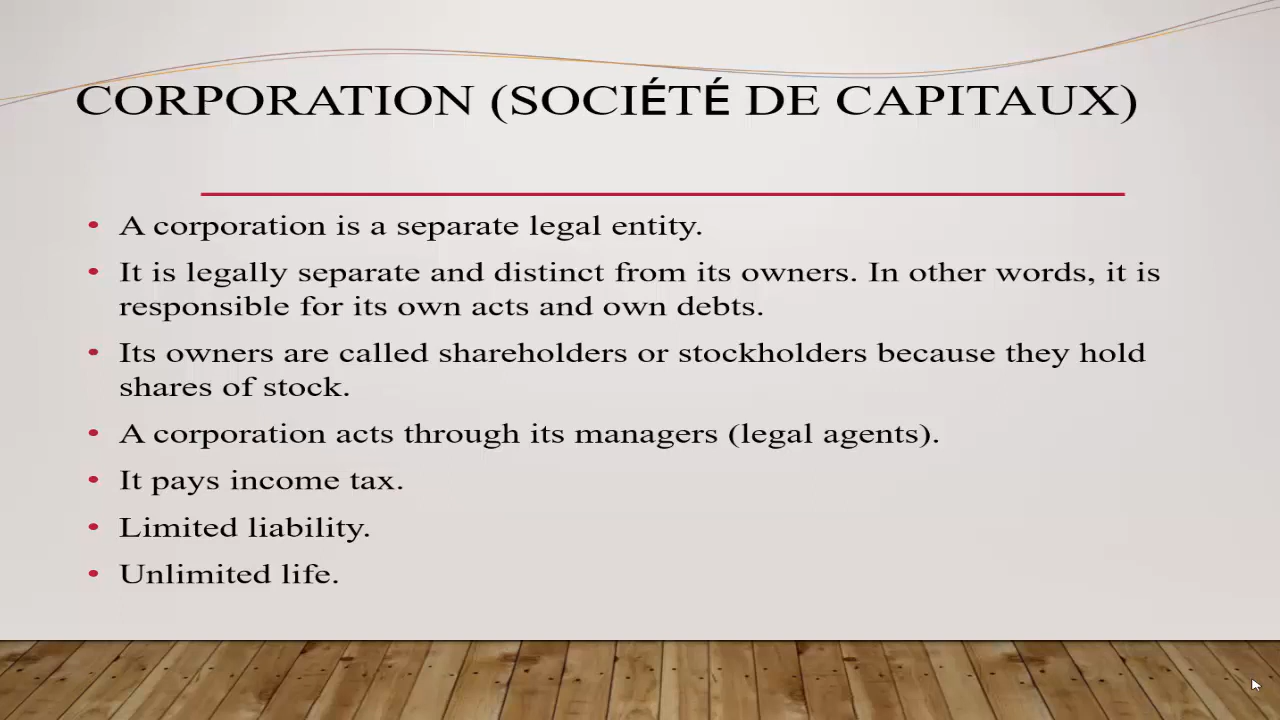 CORPORATION (SOCIÉTÉ DE CAPITAUX)
• A corporation is a separate legal entity.
• It is legally separate and distinct from its owners. In other words, it is
responsible for its own acts and own debts.
• Its owners are called shareholders or stockholders because they hold
shares of stock.
• A corporation acts through its managers (legal agents).
• It pays income tax.
• Limited liability.
• Unlimited life.